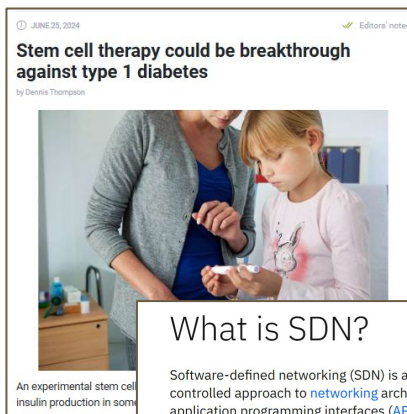 JUNE 25, 2024
Editors' notes
Stem cell therapy could be breakthrough
against type 1 diabetes
by Dennis Thompson
An experimental stem cell
insulin production in some
What is SDN?
Software-defined networking (SDN) is a
controlled approach to networking arch
application programming interfaces (AP